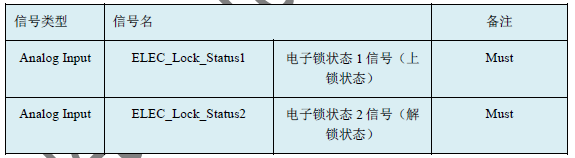 信号类型 信号名 备注
Analog Input ELEC_Lock_Status1 电子锁状态 1 信号（上 Must
锁状态）
Analog Input ELEC_Lock_Status2 电子锁状态 2 信号（解 Must
锁状态）